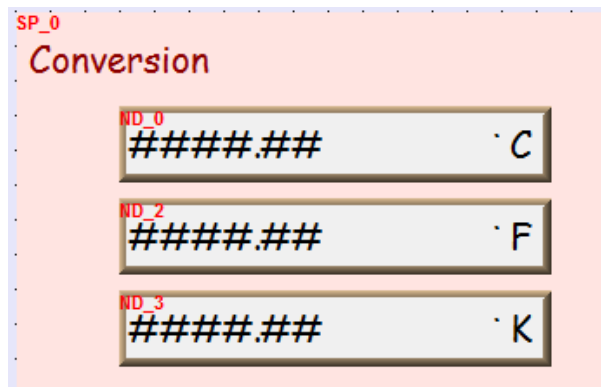 SP_0
Conversion
ND_0
####.## ˙C
ND_2
####.## ˙F
ND_3
####.## ˙K